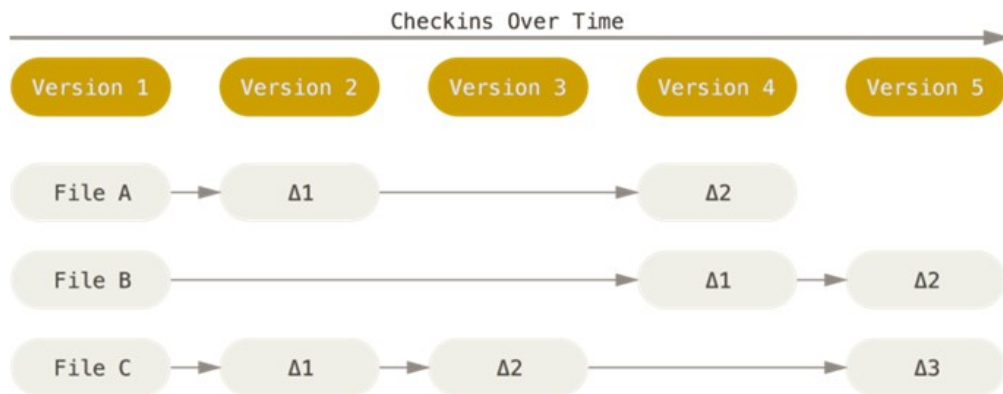 Checkins Over Time
Version 1 Version 2 Version 3 Version 4 Version 5
File A Δ1 Δ2
File B Δ1 Δ2
File C Δ1 Δ2 Δ3